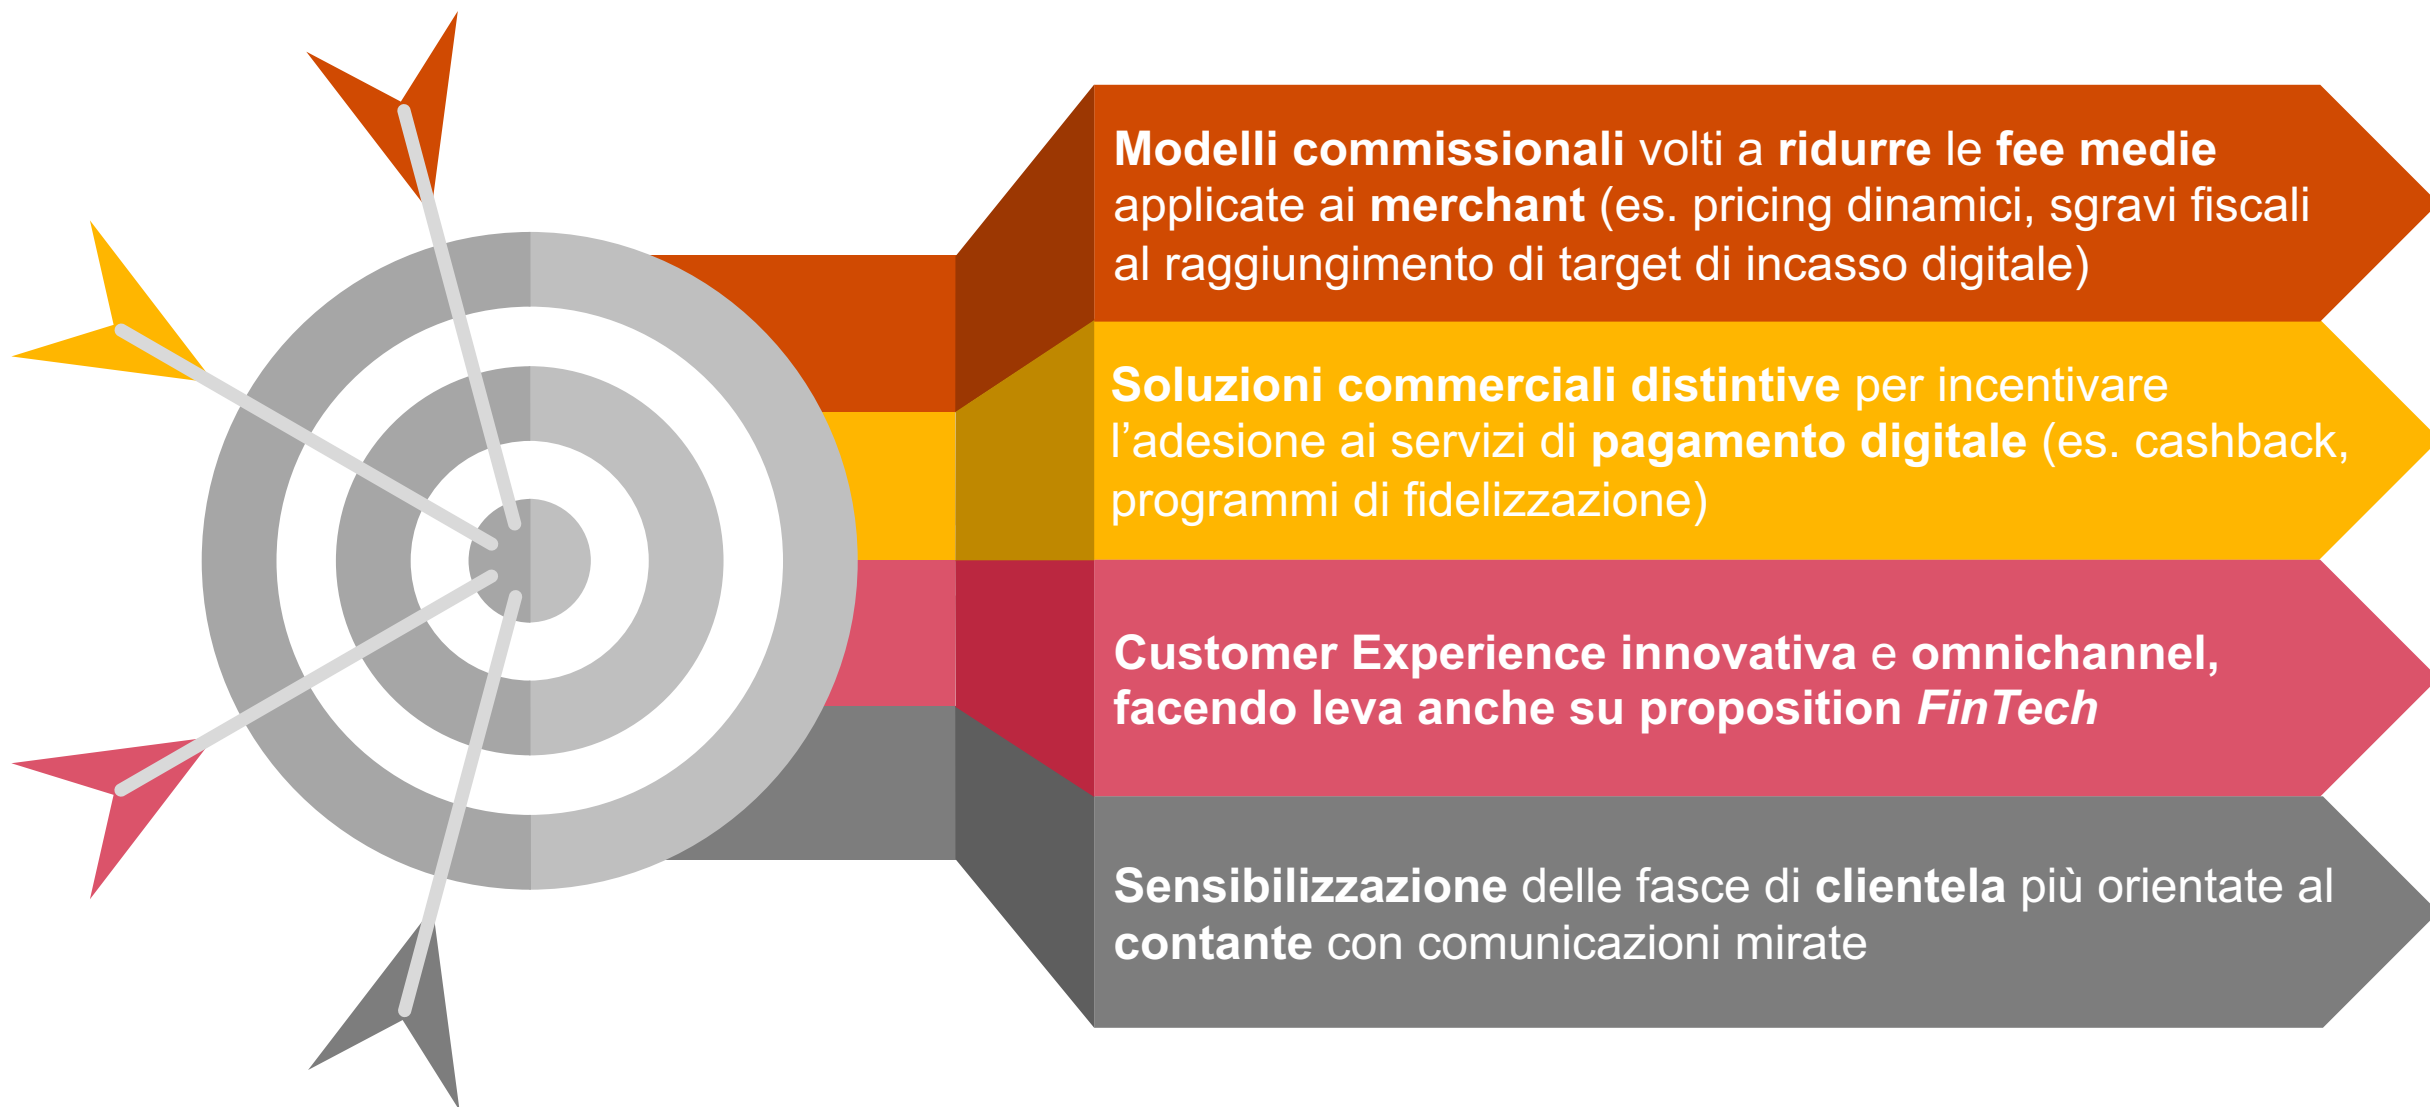 Modelli commissionali volti a ridurre le fee medie
applicate ai merchant (es. pricing dinamici, sgravi fiscali
al raggiungimento di target di incasso digitale)
Soluzioni commerciali distintive per incentivare
l’adesione ai servizi di pagamento digitale (es. cashback,
programmi di fidelizzazione)
Customer Experience innovativa e omnichannel,
facendo leva anche su proposition FinTech
Sensibilizzazione delle fasce di clientela più orientate al
contante con comunicazioni mirate